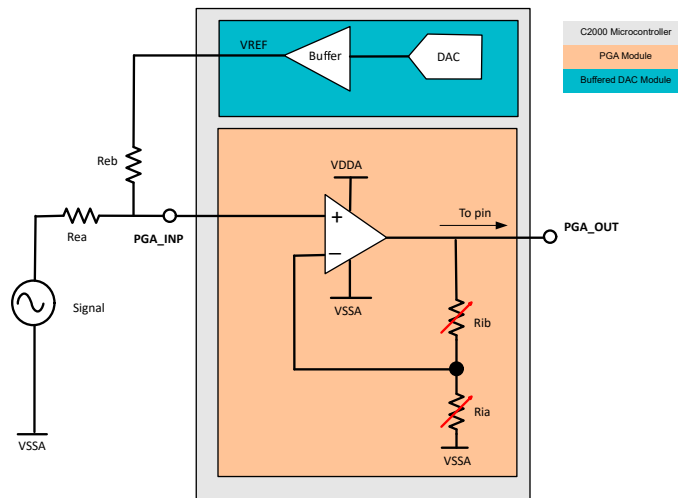 C2000 Microcontroller
PGA Module
Buffered DAC Module
VREF
Buffer
DAC
Reb
VDDA
Rea
PGA_INP
+
−
To pin
PGA_OUT
Signal
VSSA
Rib
Ria
VSSA
VSSA